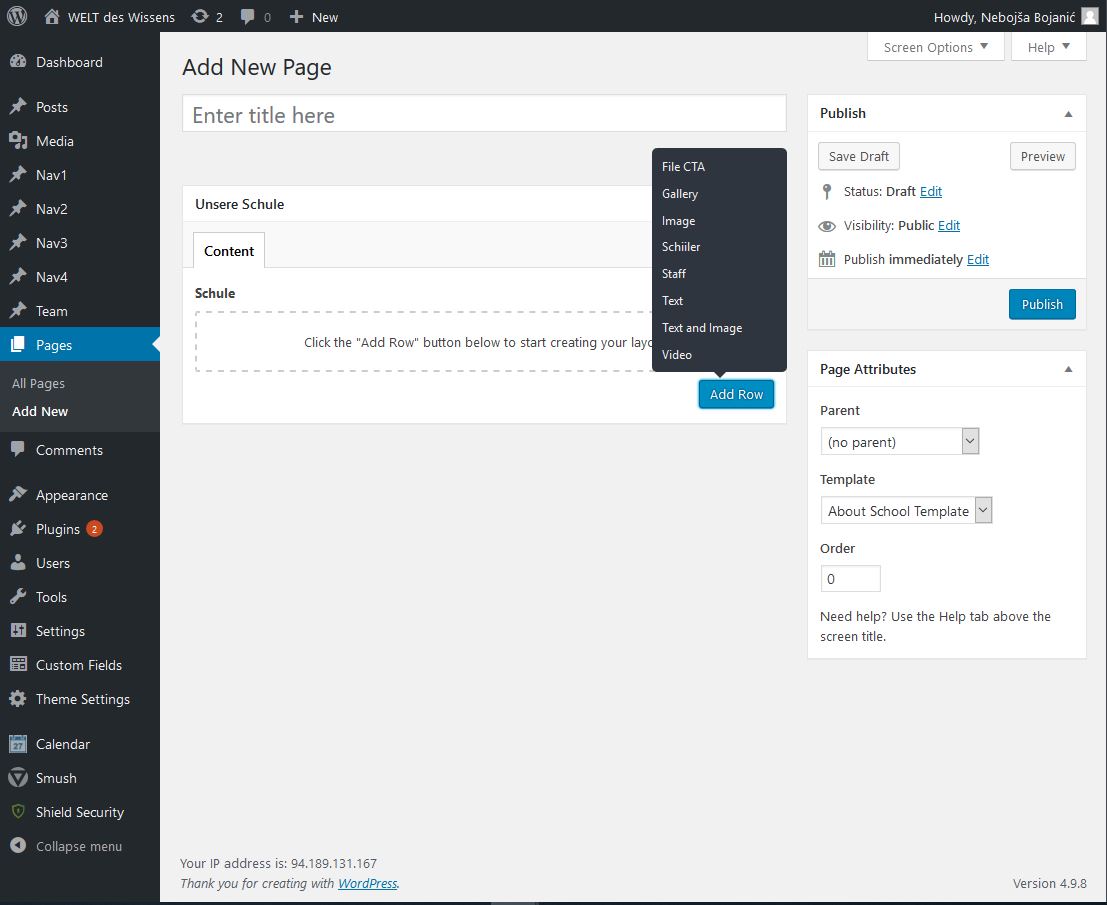 WELT des Wissens 2 0 New Howdy, Nebojša Bojanić
Screen Options Help
Dashboard
Posts
Media
Nav1
Nav2
Nav3
Nav4
Team
Pages
All Pages
Add New
Comments
Appearance
Plugins 2
Users
Tools
Settings
Custom Fields
Theme Settings
27 Calendar
Smush
Shield Security
Collapse menu
Add New Page
Enter title here
Unsere Schule
Content
Schule
Click the "Add Row" button below to start creating your layo
File CTA
Gallery
Image
Schiiler
Staff
Text
Text and Image
Video
Add Row
Publish
Save Draft Preview
Status: Draft Edit
Visibility: Public Edit
Publish immediately Edit
Publish
Page Attributes
Parent
(no parent)
Template
About School Template
Order
0
Need help? Use the Help tab above the
screen title.
Your IP address is: 94.189.131.167
Thank you for creating with WordPress.
Version 4.9.8